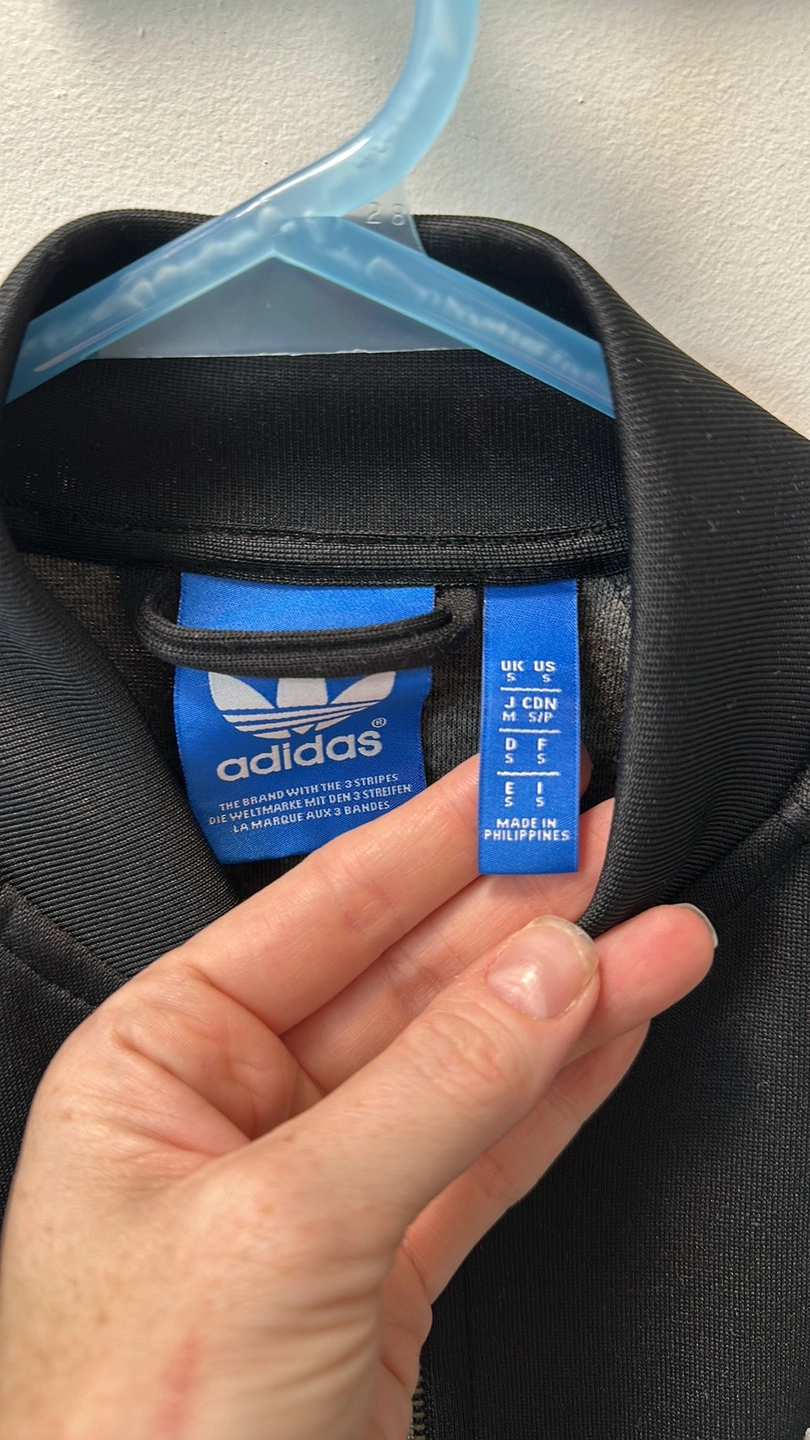 28
®
adidas
THE BRAND WITH THE 3 STRIPES
DIE WELTMARKE MIT DEN 3 STREIFEN
LA MARQUE AUX 3 BANDES
UK US
S S
J CDN
M S/P
D F
S S
E I
S S
MADE IN
PHILIPPINES